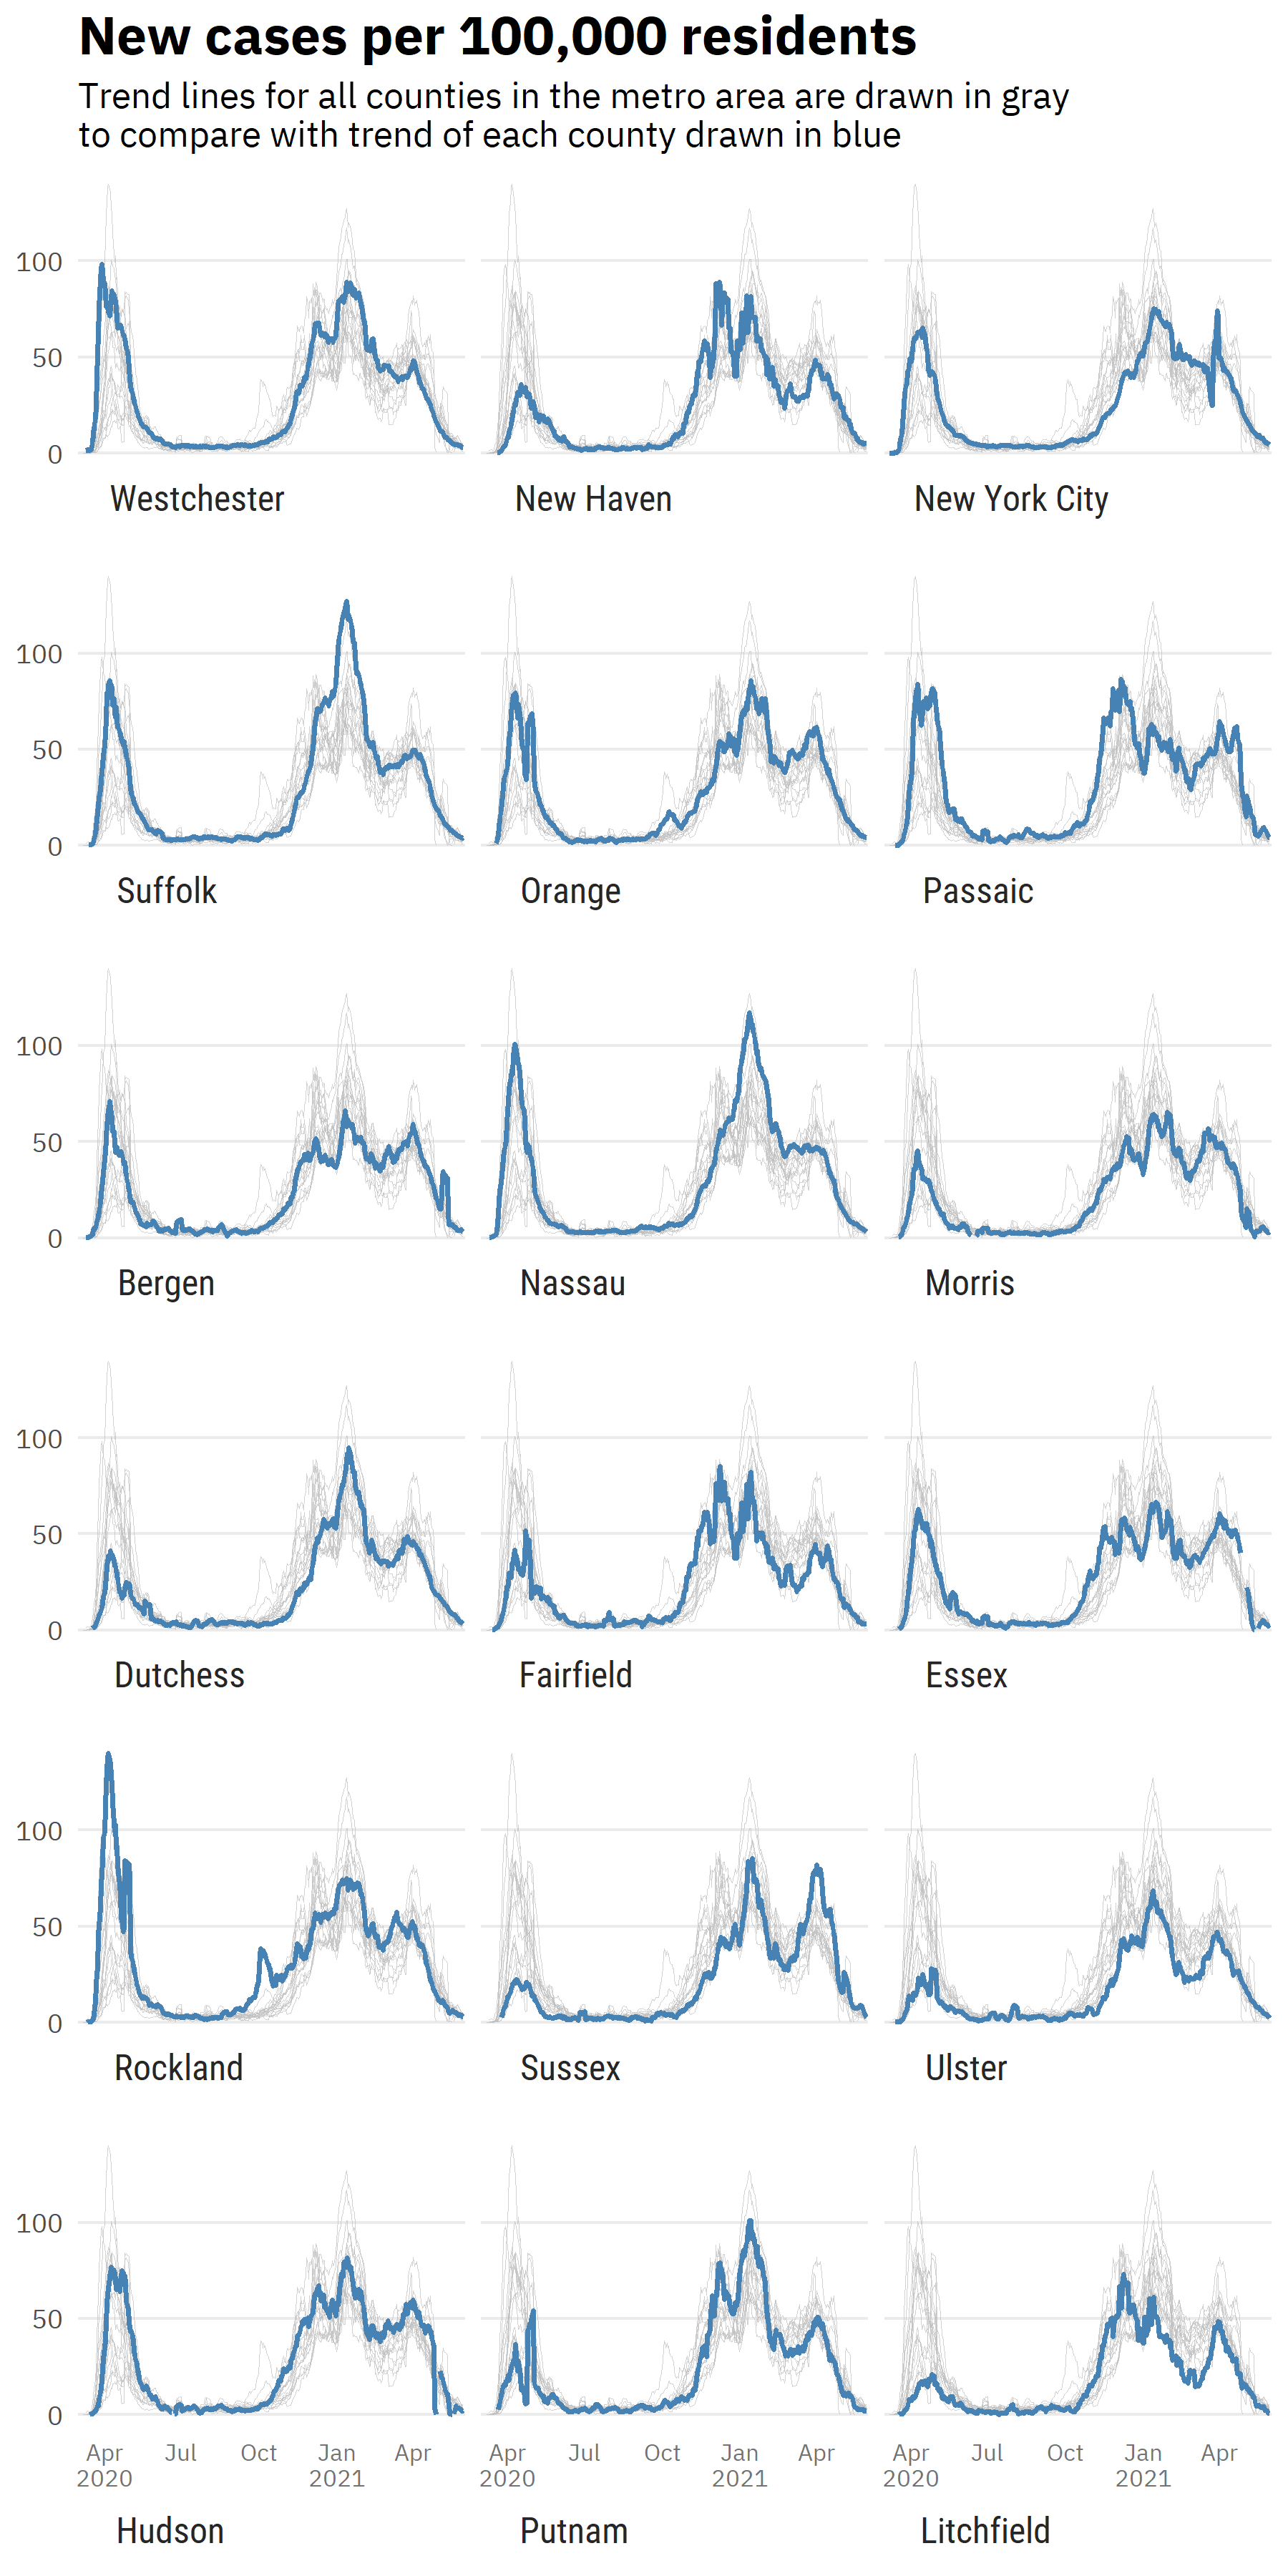 New cases per 100,000 residents
Trend lines for all counties in the metro area are drawn in gray
to compare with trend of each county drawn in blue
100
50
0
Westchester New Haven New York City
100
50
0
Suffolk Orange Passaic
100
50
0
Bergen Nassau Morris
100
50
0
Dutchess Fairfield Essex
100
50
0
Rockland Sussex Ulster
100
50
0
Apr Jul Oct Jan Apr Apr Jul Oct Jan Apr Apr Jul Oct Jan Apr
2020 2021 2020 2021 2020 2021
Hudson Putnam Litchfield